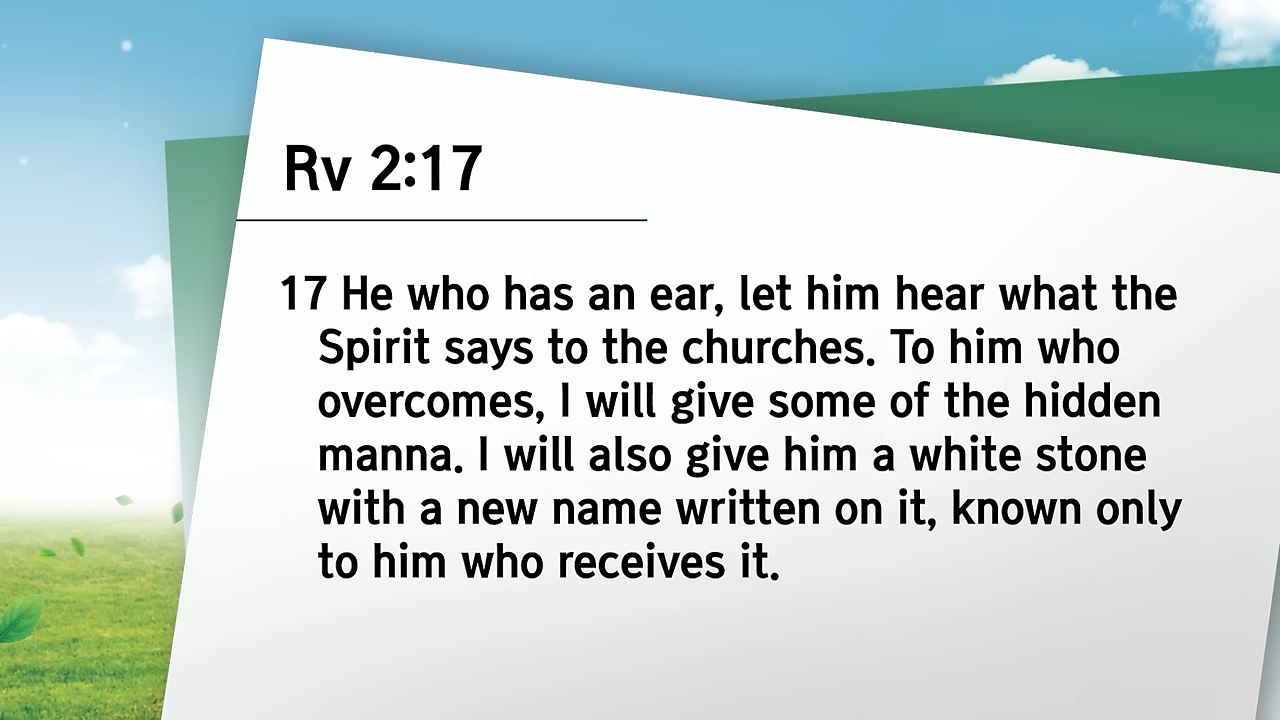 Rv 2:17
17 He who has an ear, let him hear what the
Spirit says to the churches. To him who
overcomes, I will give some of the hidden
manna. I will also give him a white stone
with a new name written on it, known only
to him who receives it.